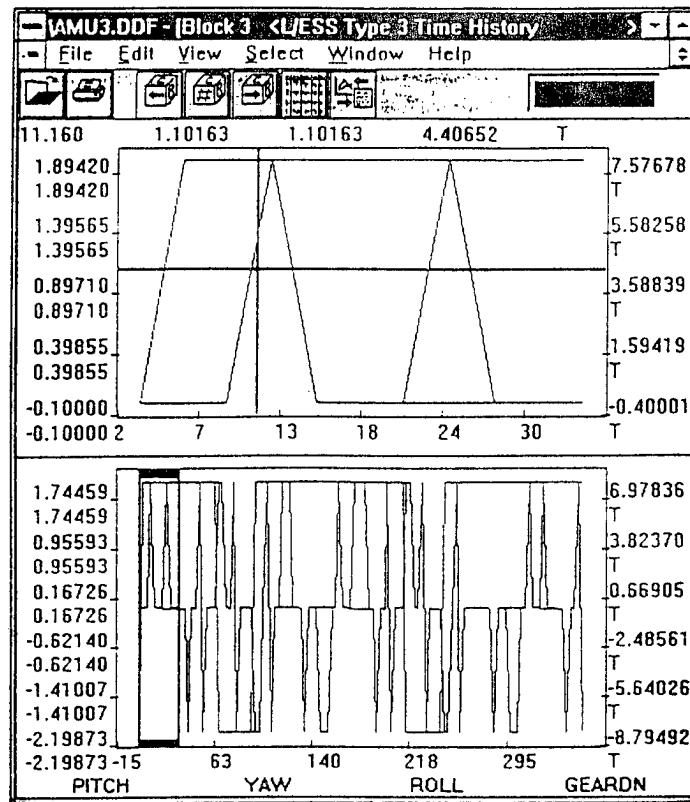 \AMU3.DDF - [Block 3 <L/ESS Type 3 Time History >
File Edit View Select Window Help
11.160 1.10163 1.10163 4.40652 T
1.89420 7.57678
1.89420 T
1.39565 5.58258
1.39565 T
0.89710 3.58839
0.89710 T
0.39855 1.59419
0.39855 T
-0.10000 -0.40001
-0.10000 2 7 13 18 24 30 T
1.74459 6.97836
1.74459 T
0.95593 3.82370
0.95593 T
0.16726 0.66905
0.16726 T
-0.62140 -2.48561
-0.62140 T
-1.41007 -5.64026
-1.41007 T
-2.19873 -8.79492
-2.19873 -15 63 140 218 295 T
PITCH YAW ROLL GEARDN